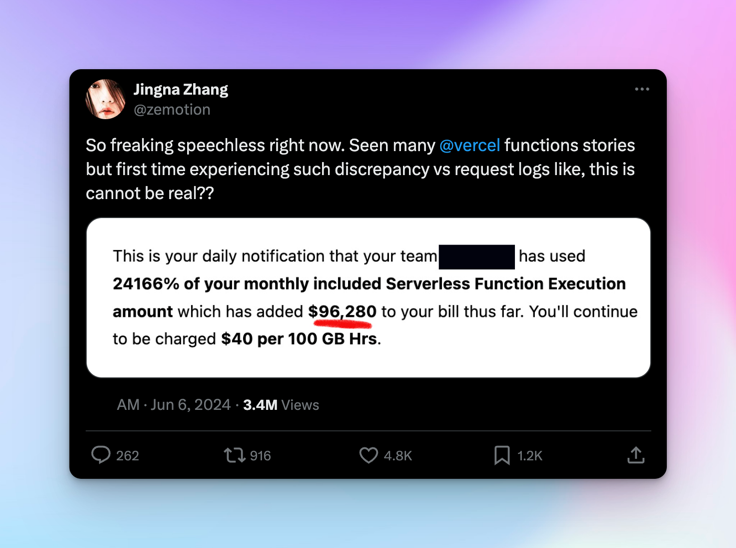 Jingna Zhang
@zemotion
So freaking speechless right now. Seen many @vercel functions stories
but first time experiencing such discrepancy vs request logs like, this is
cannot be real??
This is your daily notification that your team has used
24166% of your monthly included Serverless Function Execution
amount which has added $96,280 to your bill thus far. You'll continue
to be charged $40 per 100 GB Hrs.
AM · Jun 6, 2024 · 3.4M Views
262 916 4.8K 1.2K